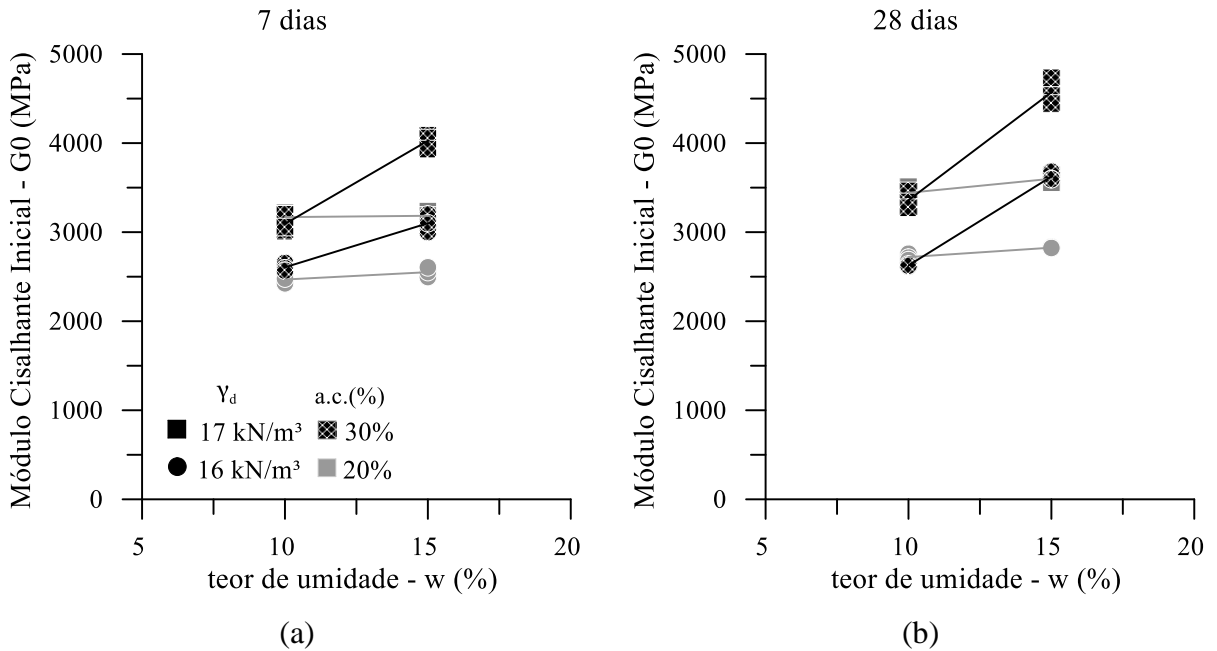 7 dias
Módulo Cisalhante Inicial - G0 (MPa)
5000
4000
3000
2000
1000
0
γd a.c.(%)
17 kN/m³ 30%
16 kN/m³ 20%
5 10 15 20
teor de umidade - w (%)
(a)
28 dias
Módulo Cisalhante Inicial - G0 (MPa)
5000
4000
3000
2000
1000
0
5 10 15 20
teor de umidade - w (%)
(b)